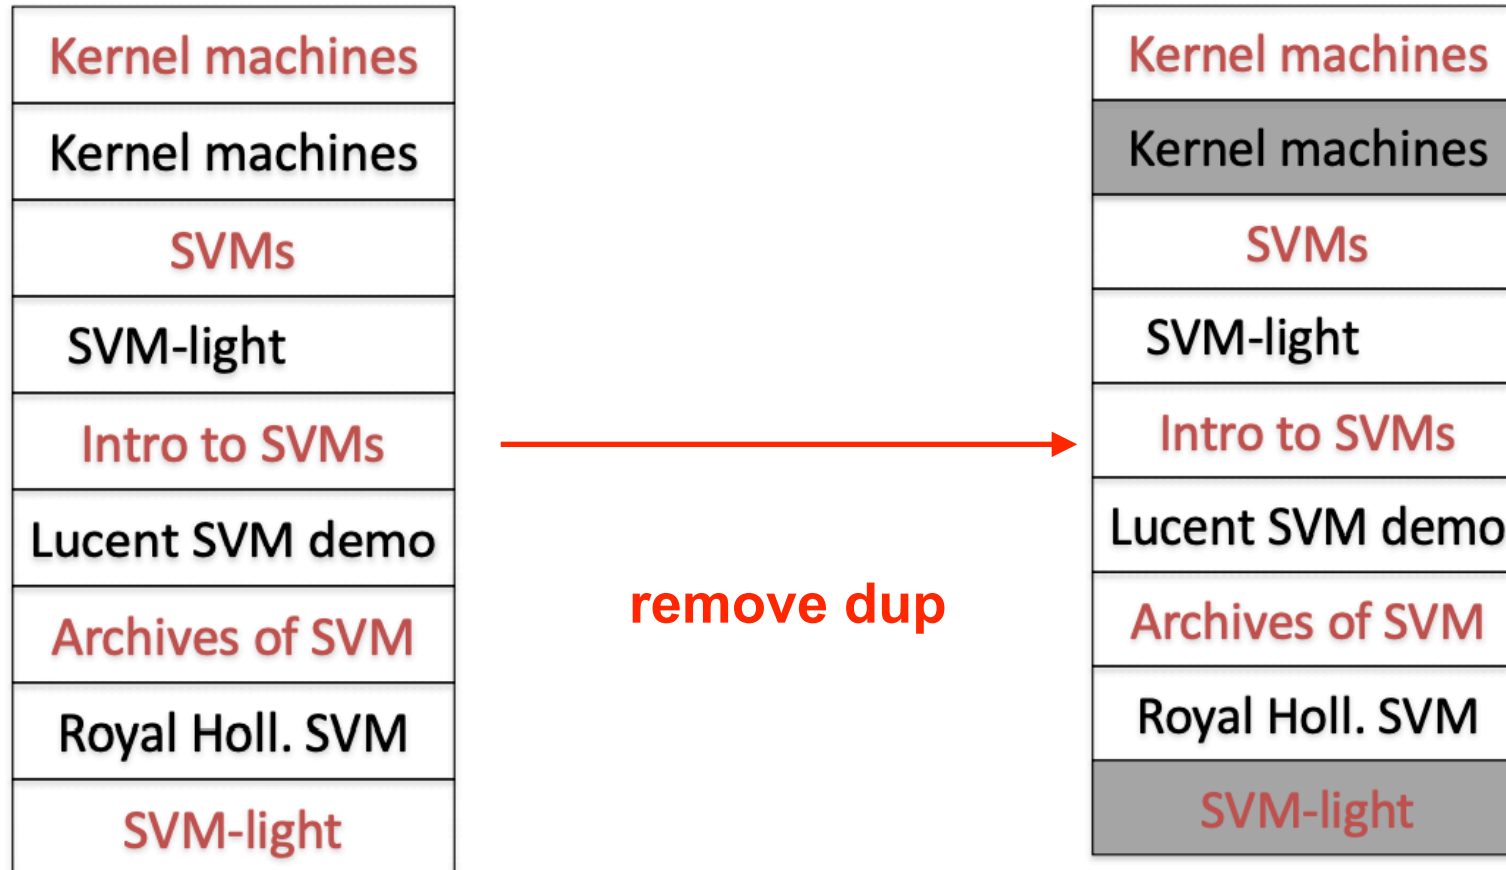 Kernel machines
Kernel machines
SVMs
SVM-light
Intro to SVMs
Lucent SVM demo
Archives of SVM
Royal Holl. SVM
SVM-light
remove dup
Kernel machines
Kernel machines
SVMs
SVM-light
Intro to SVMs
Lucent SVM demo
Archives of SVM
Royal Holl. SVM
SVM-light